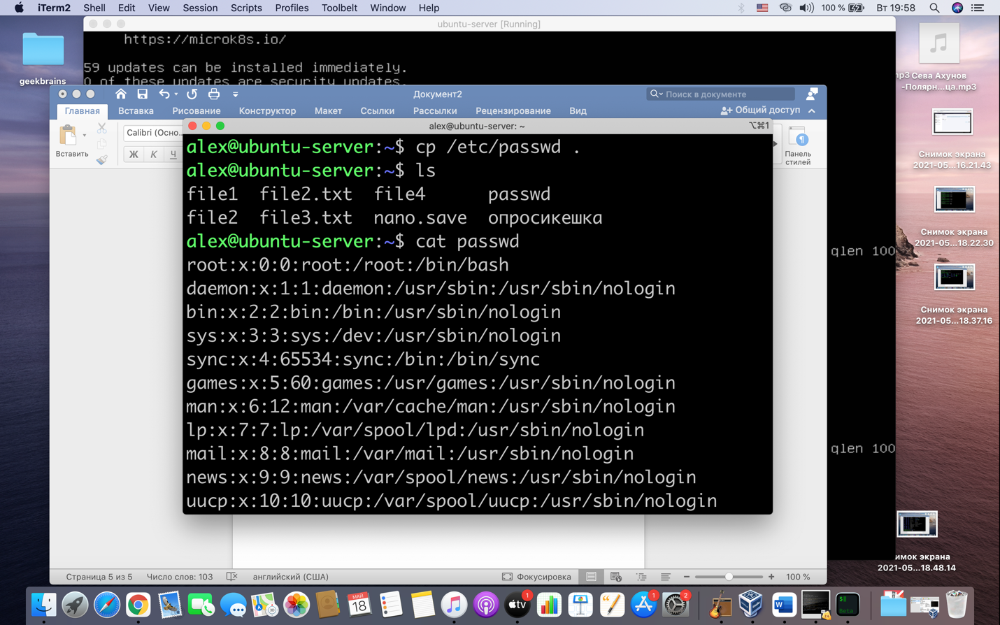 iTerm2 Shell Edit View Session Scripts Profiles Toolbelt Window Help 100 % Вт 19:58
ubuntu-server [Running]
https://microk8s.io/
59 updates can be installed immediately.
0 of these updates are security updates.
geekbrains
Документ2
Поиск в документе
Главная Вставка Рисование Конструктор Макет Ссылки Рассылки Рецензирование Вид Общий доступ
Вставить
Calibri (Осно...
Ж К Ч
Панель
стилей
alex@ubuntu-server: ~
⌥⌘1
alex@ubuntu-server:~$ cp /etc/passwd .
alex@ubuntu-server:~$ ls
file1 file2.txt file4 passwd
file2 file3.txt nano.save опросикешка
alex@ubuntu-server:~$ cat passwd
root:x:0:0:root:/root:/bin/bash
daemon:x:1:1:daemon:/usr/sbin:/usr/sbin/nologin
bin:x:2:2:bin:/bin:/usr/sbin/nologin
sys:x:3:3:sys:/dev:/usr/sbin/nologin
sync:x:4:65534:sync:/bin:/bin/sync
games:x:5:60:games:/usr/games:/usr/sbin/nologin
man:x:6:12:man:/var/cache/man:/usr/sbin/nologin
lp:x:7:7:lp:/var/spool/lpd:/usr/sbin/nologin
mail:x:8:8:mail:/var/mail:/usr/sbin/nologin
news:x:9:9:news:/var/spool/news:/usr/sbin/nologin
uucp:x:10:10:uucp:/var/spool/uucp:/usr/sbin/nologin
qlen 100
qlen 100
mp3 Сева Ахунов
-Полярн...ца.mp3
Снимок экрана
2021-05...16.21.43
Снимок экрана
2021-05...18.22.30
Снимок экрана
2021-05...18.37.16
имок экрана
2021-05...18.48.14
Страница 5 из 5 Число слов: 103 английский (США) Фокусировка 100 %
МАЙ
18
tv
1
1
2
W
$
Beta